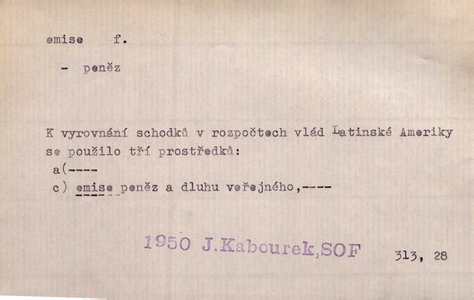 emise f.
- peněz
K vyrovnání schodků v rozpočtech vlád Latinské Ameriky
se použilo tří prostředků:
a(----
c) emise peněz a dluhu veřejného,----
1950 J.Kabourek,SOF
313, 28